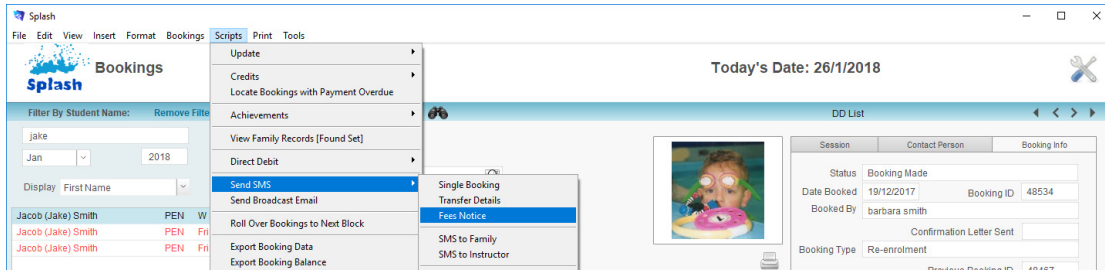 Splash
File Edit View Insert Format Bookings Scripts Print Tools
Splash
Bookings
Today's Date: 26/1/2018
Filter By Student Name:
Remove Filte
DD List
jake
Jan
2018
Display
First Name
Jacob (Jake) Smith PEN W
Jacob (Jake) Smith PEN Fri
Jacob (Jake) Smith PEN Fri
Update
Credits
Locate Bookings with Payment Overdue
Achievements
View Family Records [Found Set]
Direct Debit
Send SMS
Send Broadcast Email
Roll Over Bookings to Next Block
Export Booking Data
Export Booking Balance
Single Booking
Transfer Details
Fees Notice
SMS to Family
SMS to Instructor
Session
Contact Person
Booking Info
Status Booking Made
Date Booked 19/12/2017 Booking ID 48534
Booked By barbara smith
Confirmation Letter Sent
Booking Type Re-enrolment
Previous Booking ID 48467